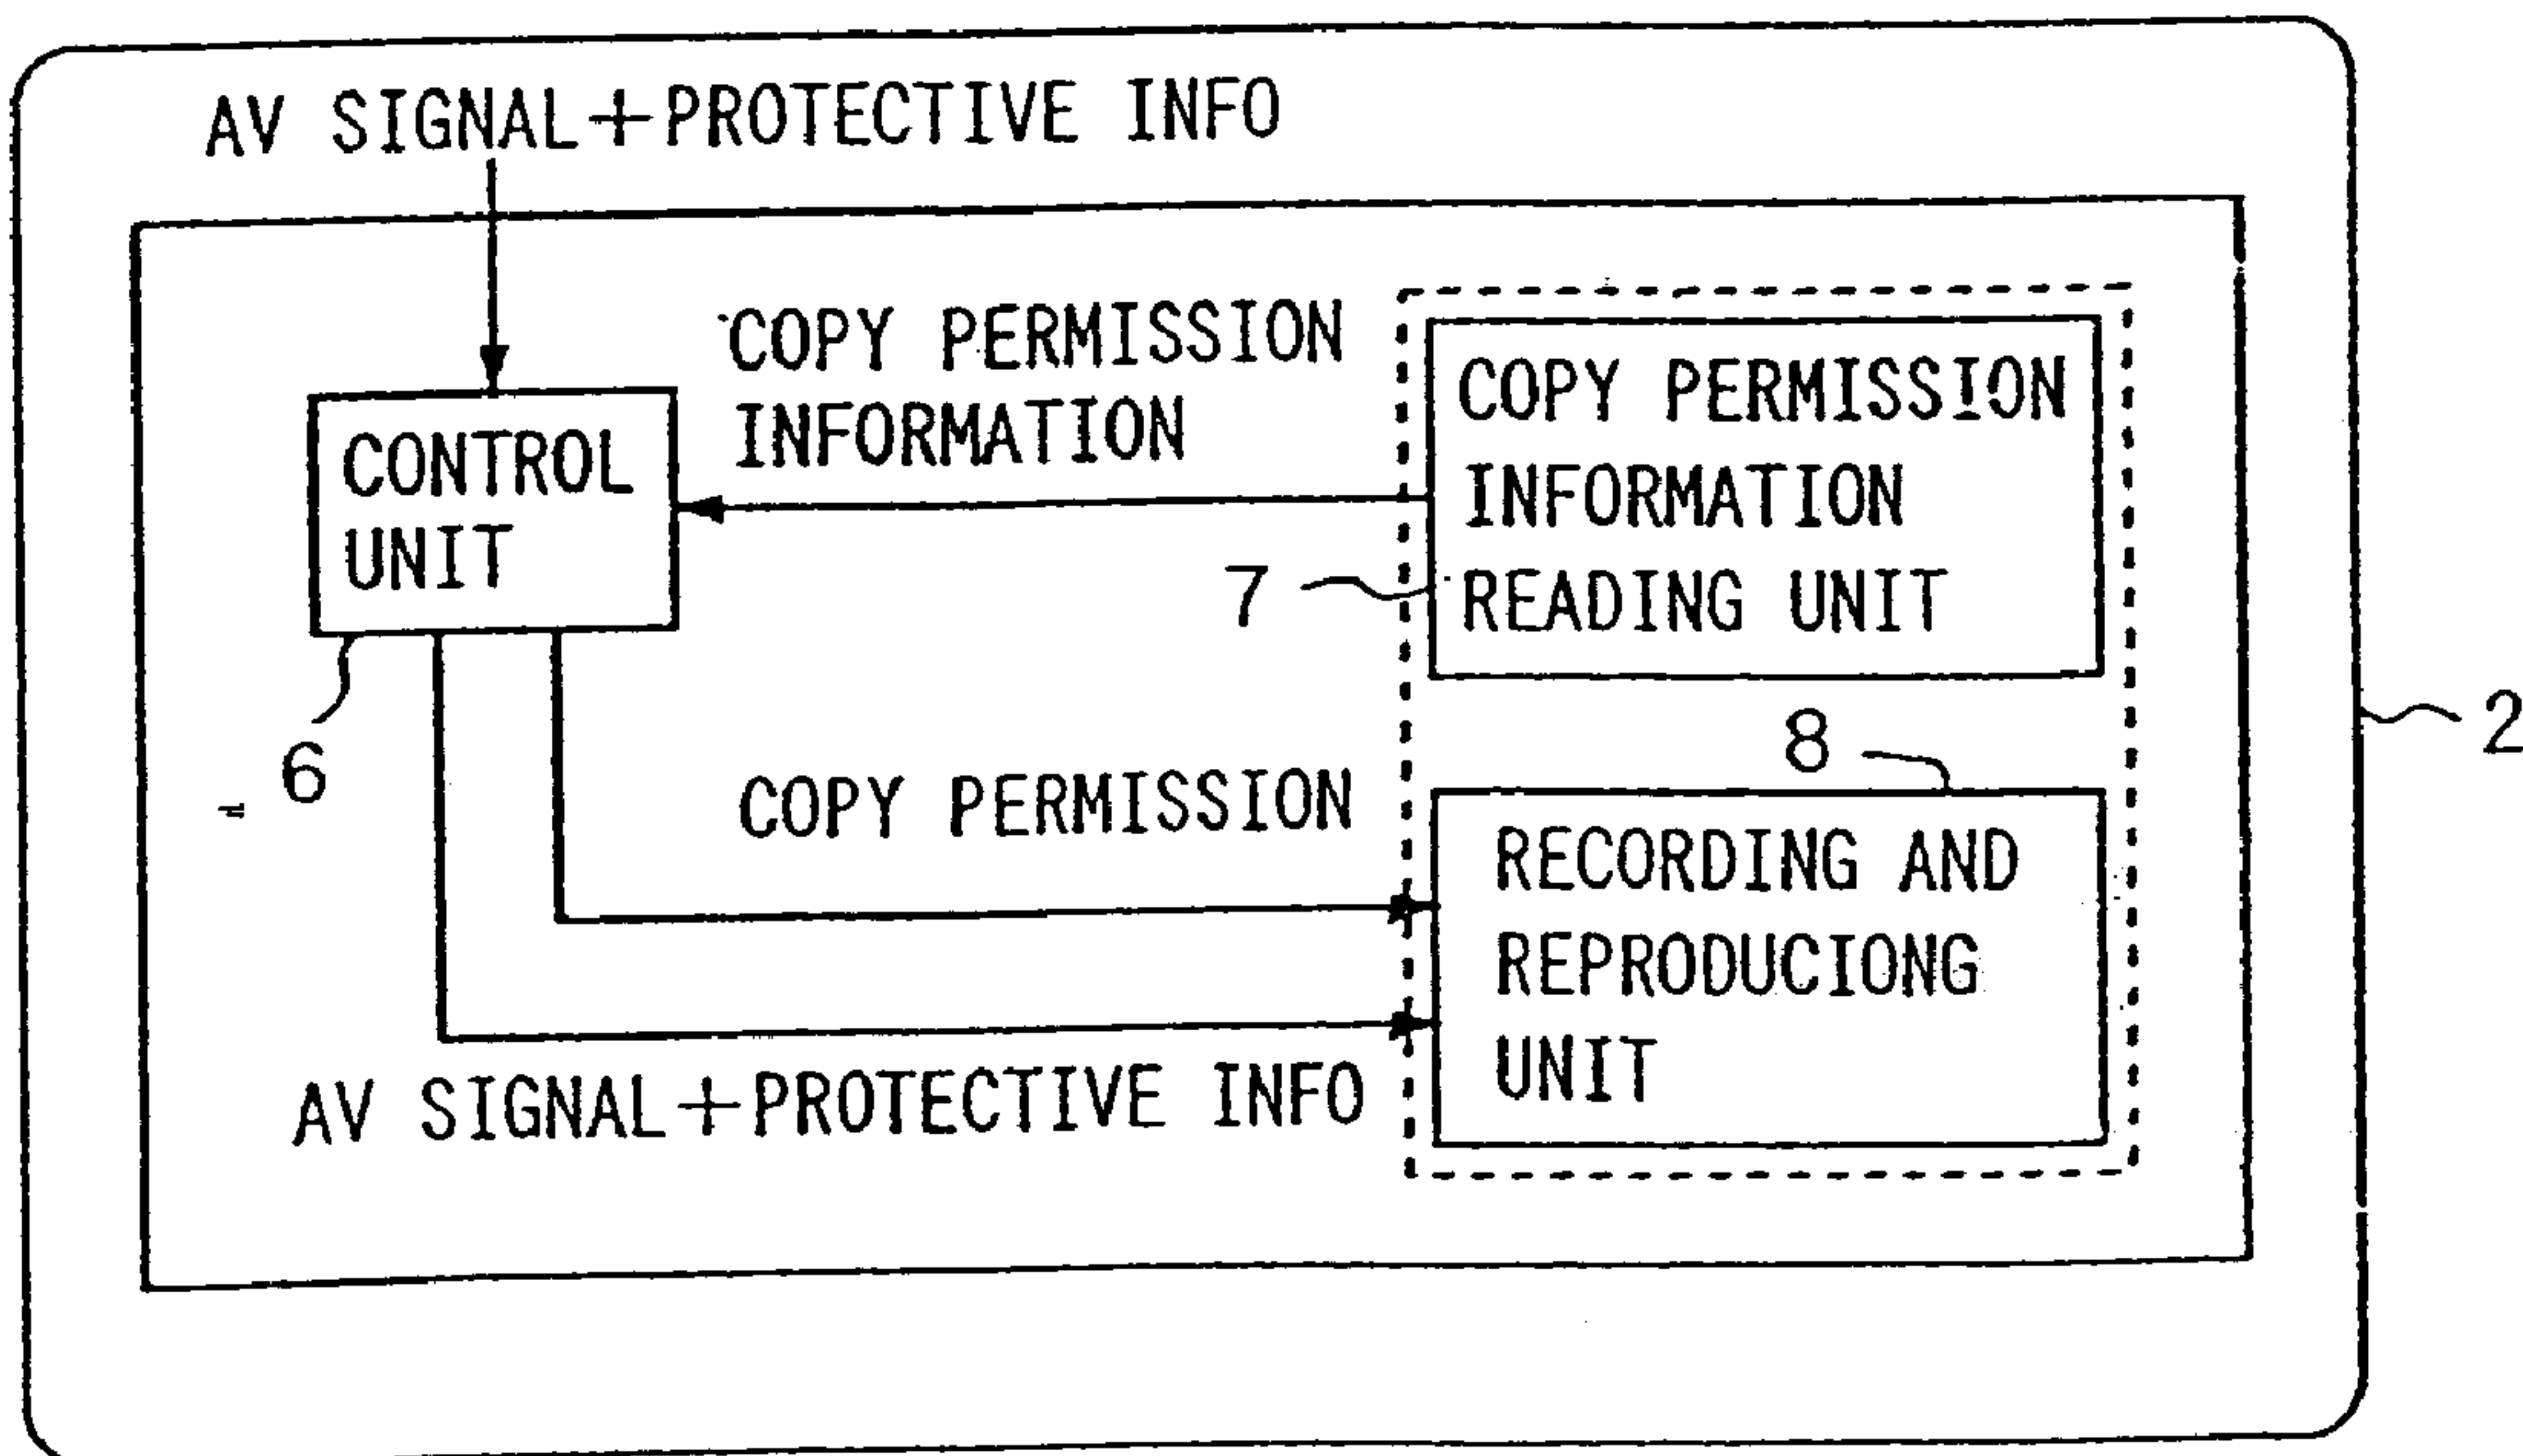 AV SIGNAL+PROTECTIVE INFO
COPY PERMISSION
INFORMATION
CONTROL
UNIT
COPY PERMISSION
INFORMATION
READING UNIT
7
6
2
8
COPY PERMISSION
RECORDING AND
REPRODUCIONG
UNIT
AV SIGNAL+PROTECTIVE INFO